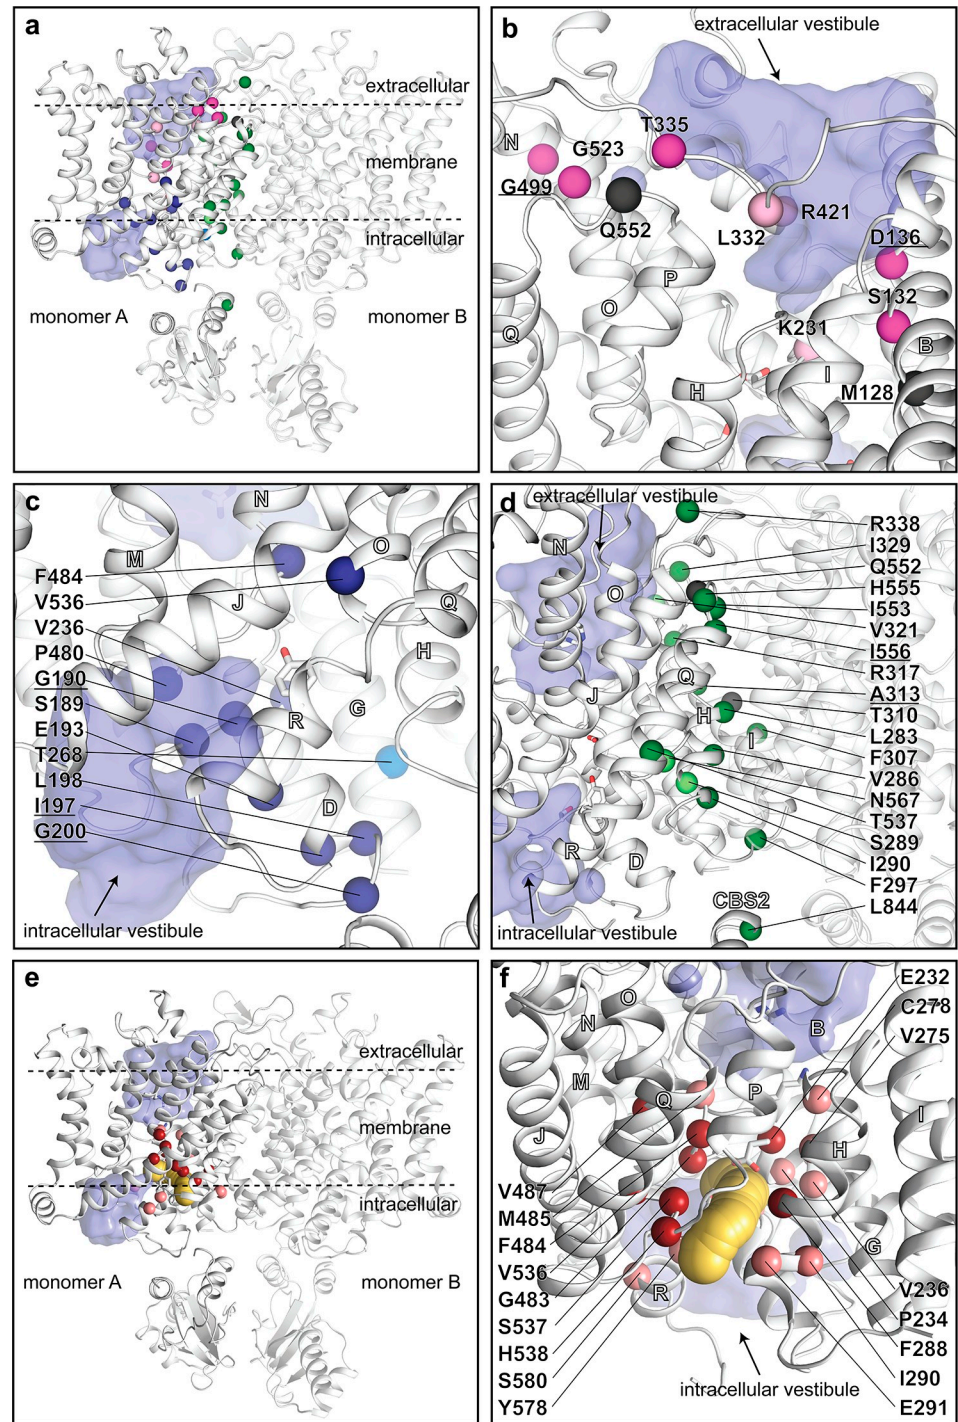 a
extracellular
membrane
intracellular
monomer A
monomer B
b
extracellular vestibule
T335
N
G523
G499
Q552
R421
L332
D136
P
S132
O
Q
K231
B
I
H
M128
c
N
M
O
F484
J
V536
Q
V236
H
P480
G190
G
S189
R
E193
T268
L198
D
I197
G200
intracellular vestibule
d
extracellular vestibule
R338
I329
N
Q552
O
H555
I553
V321
I556
Q
R317
J
A313
H
T310
I
L283
F307
V286
N567
T537
R
D
S289
I290
CBS2
F297
L844
intracellular vestibule
e
extracellular
membrane
intracellular
monomer A
monomer B
f
E232
C278
O
B
V275
N
M
P
Q
I
J
H
V487
M485
F484
G
V536
V236
G483
R
P234
S537
F288
H538
I290
S580
intracellular vestibule
Y578
E291